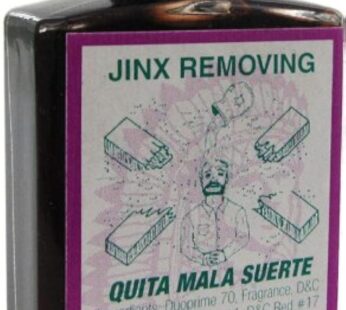 JINX REMOVING
QUITA MALA SUERTE
Duoprime 70, Fragrance, D&C
D&C Red #17